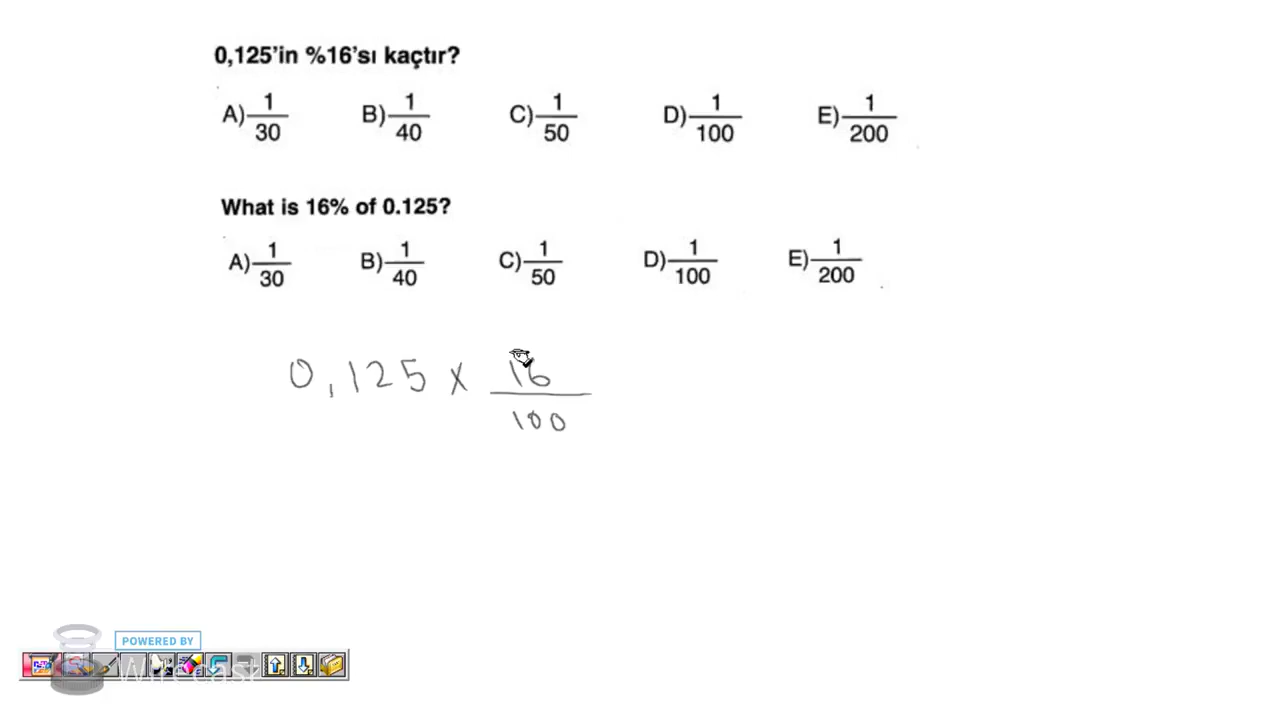 0,125'in %16'sı kaçtır?
A) 1/30 B) 1/40 C) 1/50 D) 1/100 E) 1/200
What is 16% of 0.125?
A) 1/30 B) 1/40 C) 1/50 D) 1/100 E) 1/200
0,125 x 16/100
POWERED BY
Wirecast